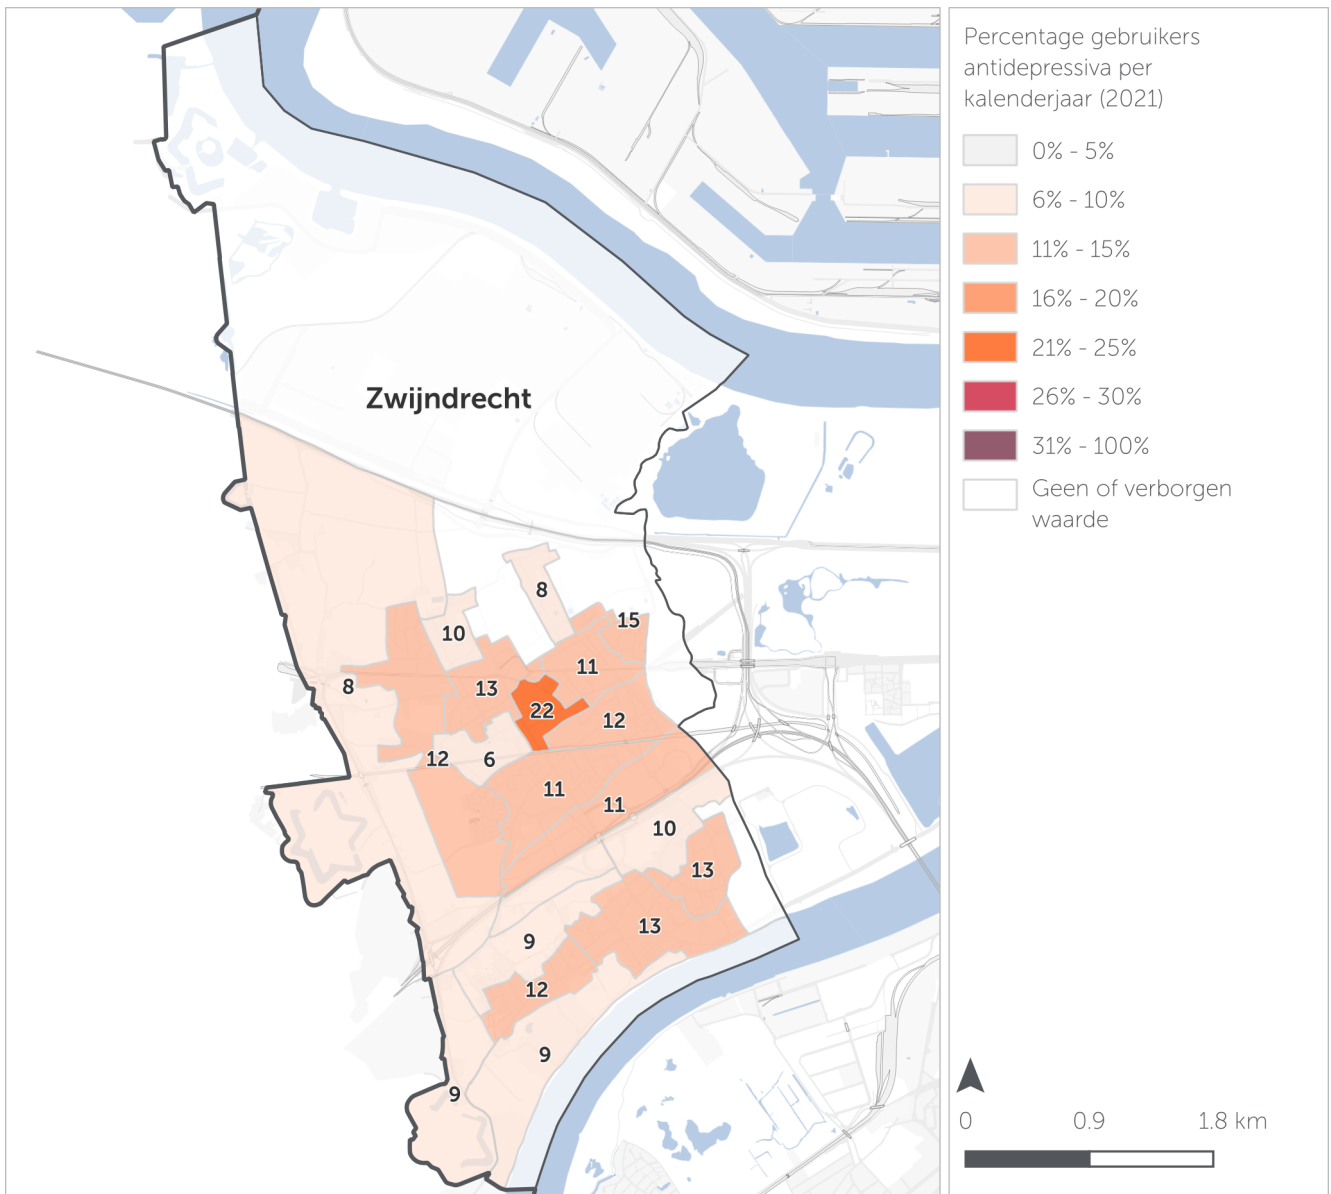 Zwijndrecht
8
15
10
11
8
13
22
12
12
6
11
11
10
13
13
9
12
9
9
Percentage gebruikers
antidepressiva per
kalenderjaar (2021)
0% - 5%
6% - 10%
11% - 15%
16% - 20%
21% - 25%
26% - 30%
31% - 100%
Geen of verborgen
waarde
0 0.9 1.8 km